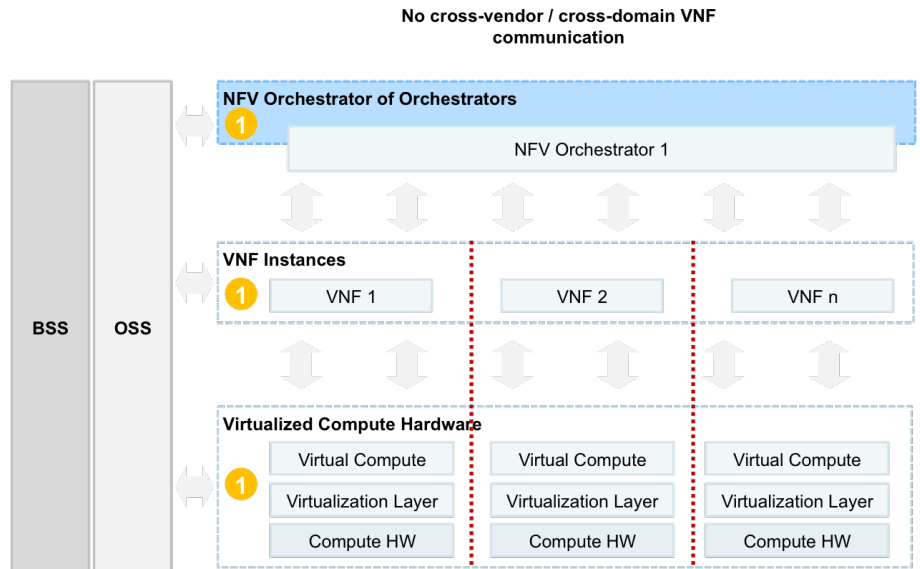 No cross-vendor / cross-domain VNF
communication
NFV Orchestrator of Orchestrators
1
NFV Orchestrator 1
VNF Instances
1
VNF 1
VNF 2
VNF n
BSS
OSS
Virtualized Compute Hardware
Virtual Compute
Virtual Compute
Virtual Compute
1
Virtualization Layer
Virtualization Layer
Virtualization Layer
Compute HW
Compute HW
Compute HW